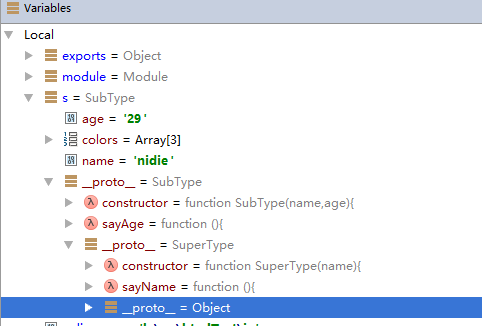 Variables
Local
exports = Object
module = Module
s = SubType
age = '29'
colors = Array[3]
name = 'nidie'
__proto__ = SubType
constructor = function SubType(name,age){
sayAge = function (){
__proto__ = SuperType
constructor = function SuperType(name){
sayName = function (){
__proto__ = Object